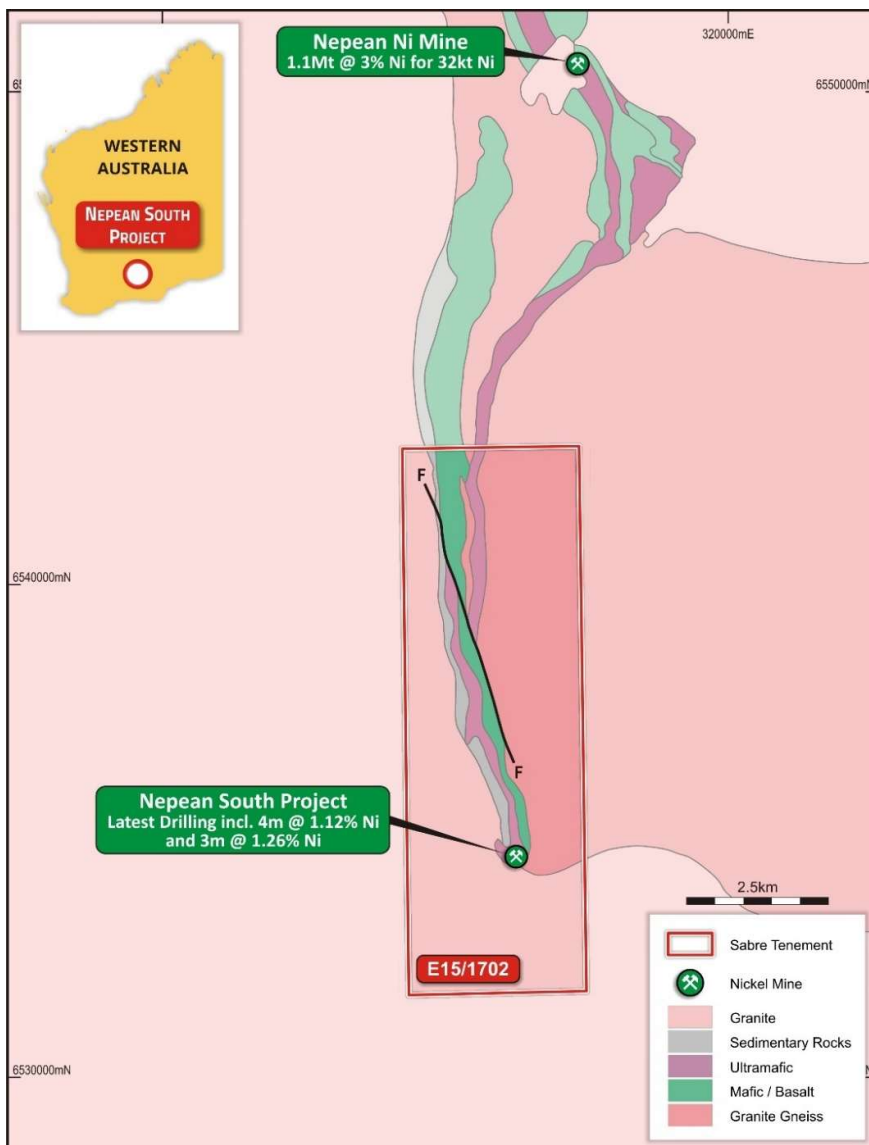 Nepean Ni Mine
1.1Mt @ 3% Ni for 32kt Ni
320000mE
6550000mN
WESTERN
AUSTRALIA
NEPEAN SOUTH
PROJECT
F
6540000mN
F
Nepean South Project
Latest Drilling incl. 4m @ 1.12% Ni
and 3m @ 1.26% Ni
2.5km
E15/1702
Sabre Tenement
Nickel Mine
Granite
Sedimentary Rocks
Ultramafic
Mafic / Basalt
Granite Gneiss
6530000mN